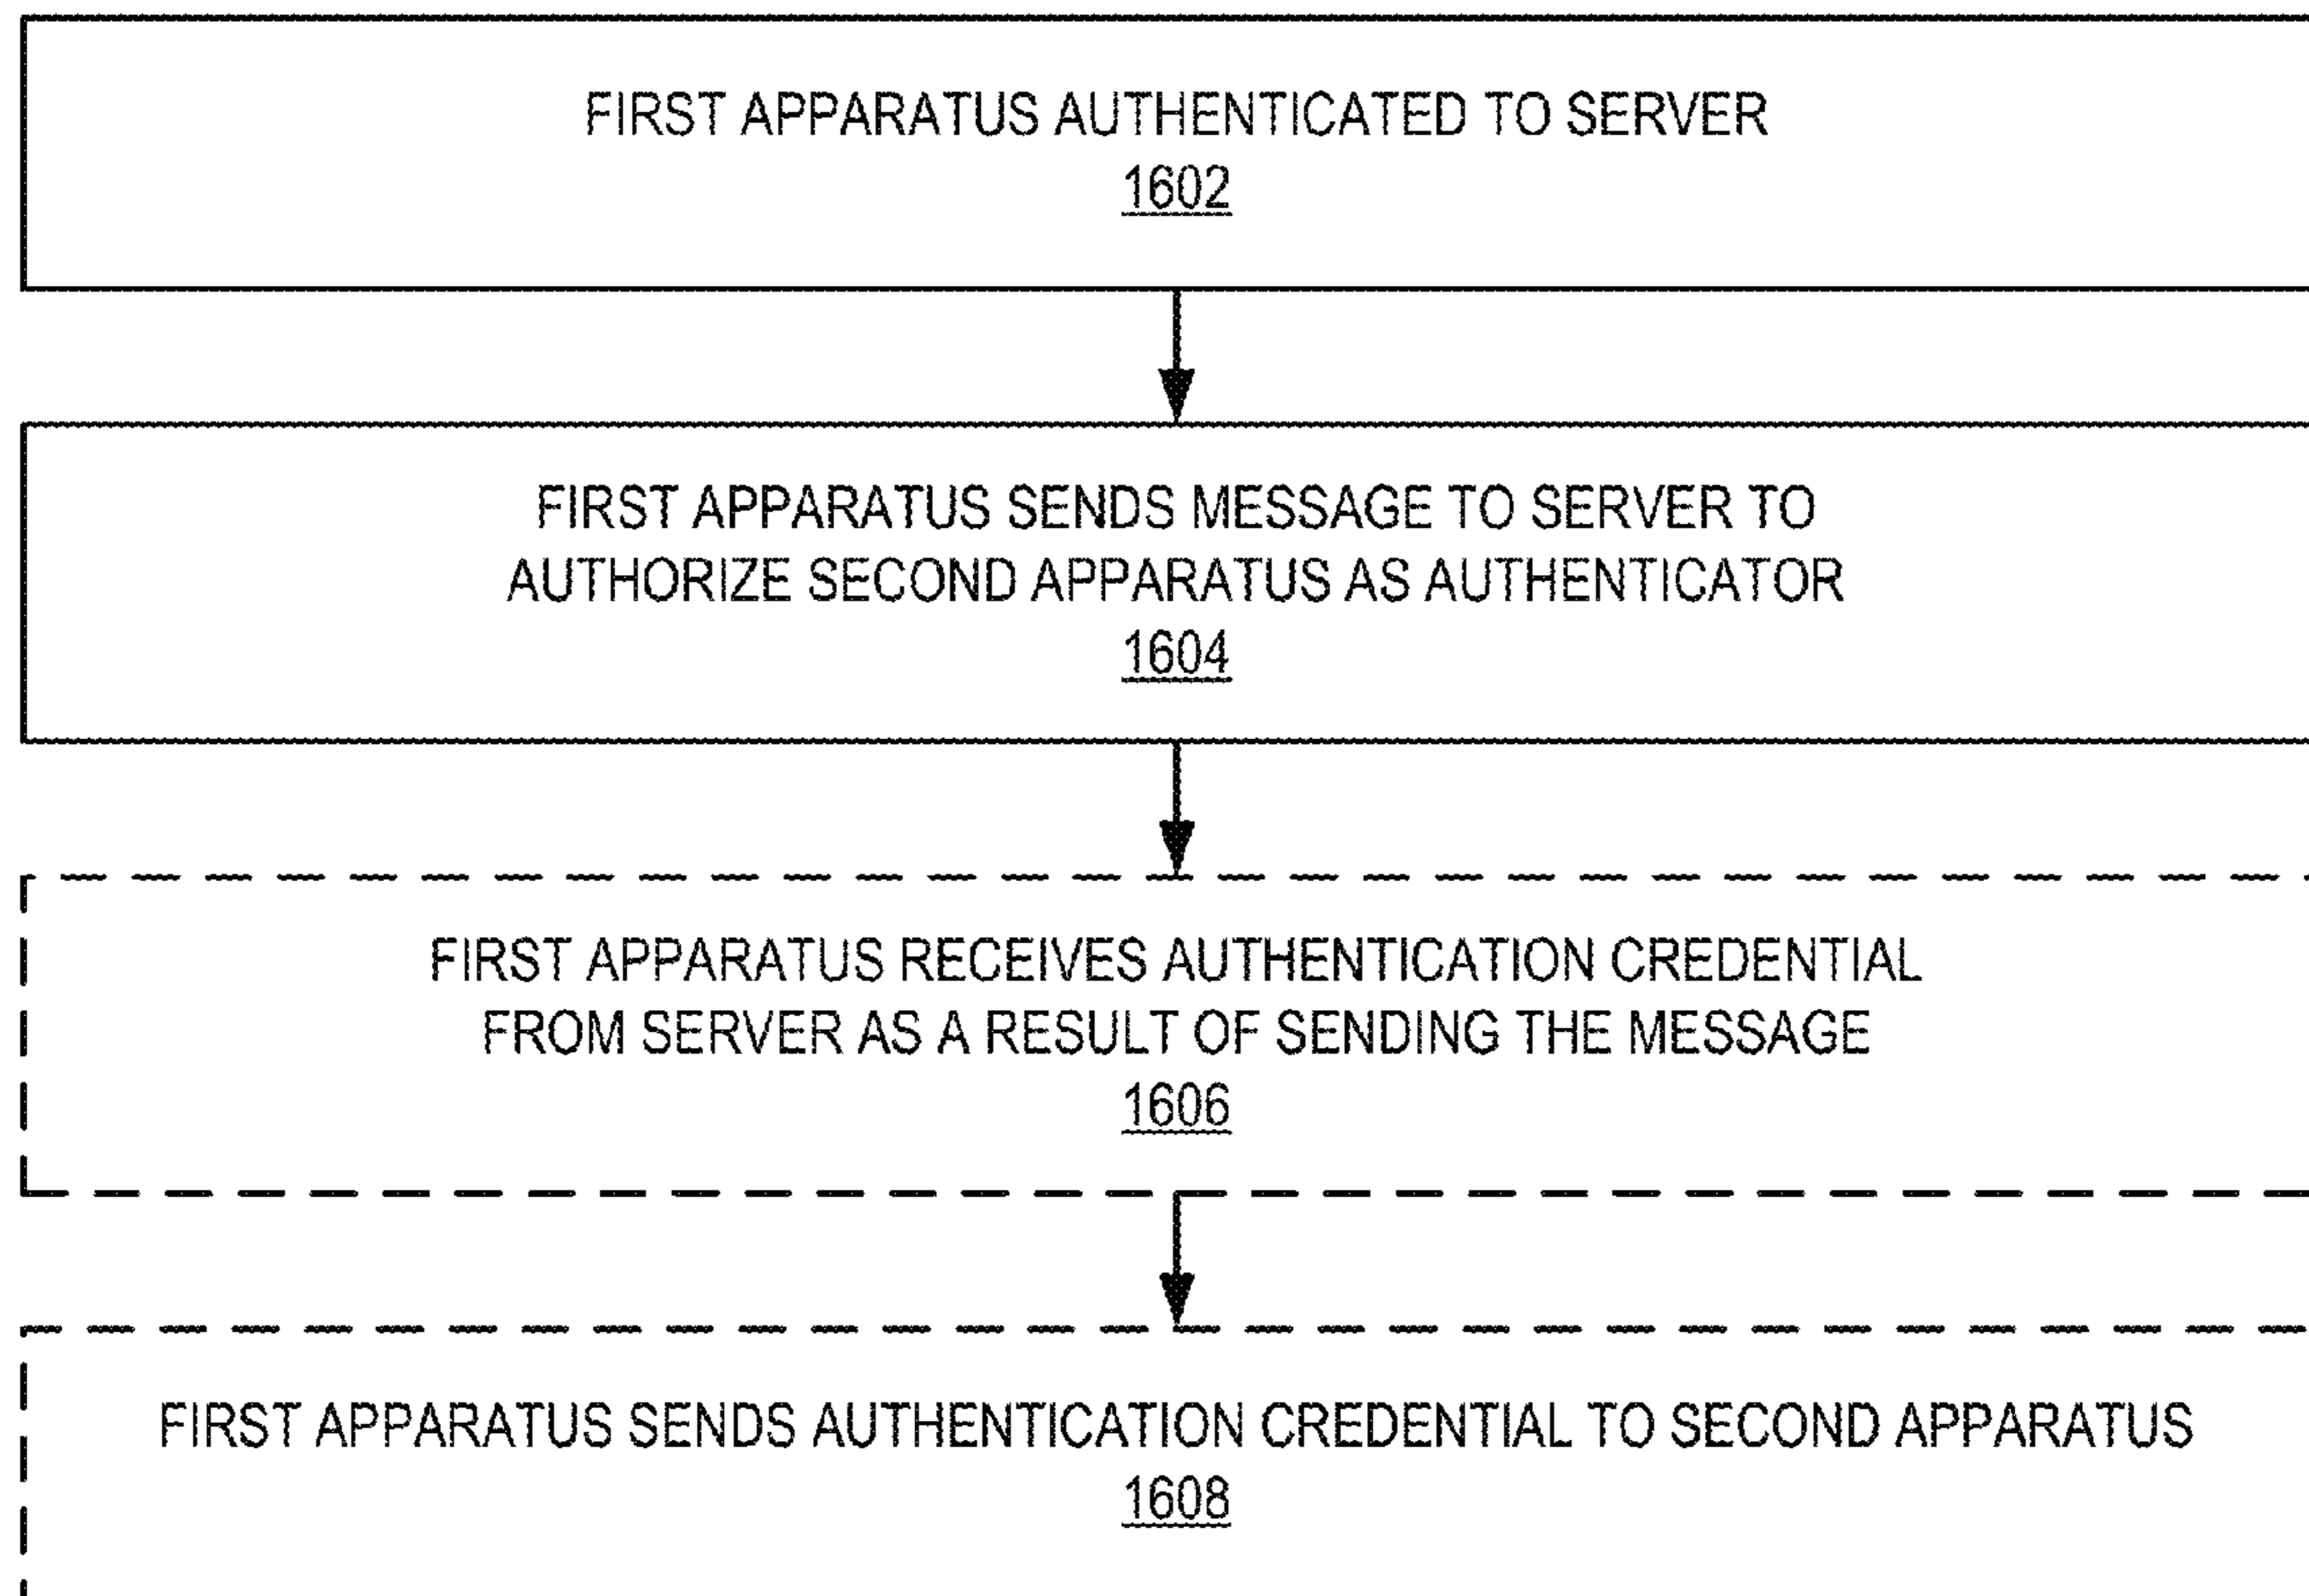 FIRST APPARATUS AUTHENTICATED TO SERVER
1602
FIRST APPARATUS SENDS MESSAGE TO SERVER TO
AUTHORIZE SECOND APPARATUS AS AUTHENTICATOR
1604
FIRST APPARATUS RECEIVES AUTHENTICATION CREDENTIAL
FROM SERVER AS A RESULT OF SENDING THE MESSAGE
1606
FIRST APPARATUS SENDS AUTHENTICATION CREDENTIAL TO SECOND APPARATUS
1608